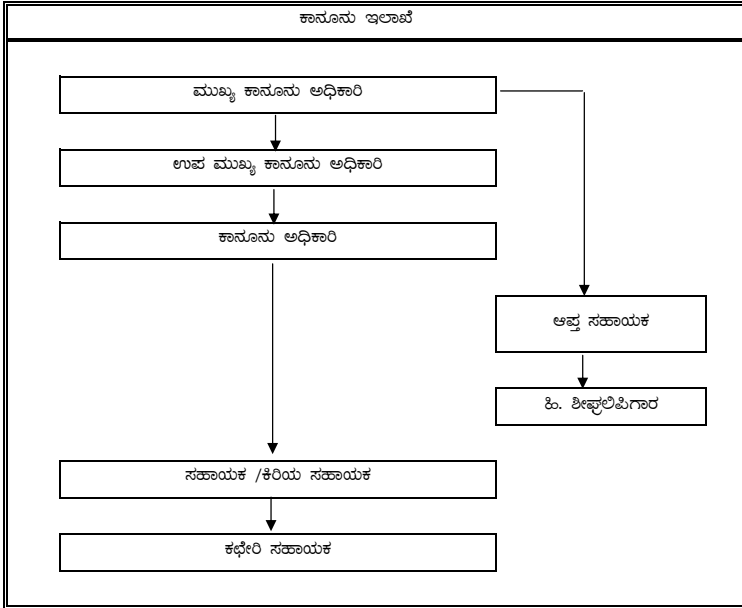 ಕಾನೂನು ಇಲಾಖೆ
ಮುಖ್ಯ ಕಾನೂನು ಅಧಿಕಾರಿ
ಉಪ ಮುಖ್ಯ ಕಾನೂನು ಅಧಿಕಾರಿ
ಕಾನೂನು ಅಧಿಕಾರಿ
ಆಪ್ತ ಸಹಾಯಕ
ಹಿ. ಶೀಘ್ರಲಿಪಿಗಾರ
ಸಹಾಯಕ /ಕಿರಿಯ ಸಹಾಯಕ
ಕಛೇರಿ ಸಹಾಯಕ